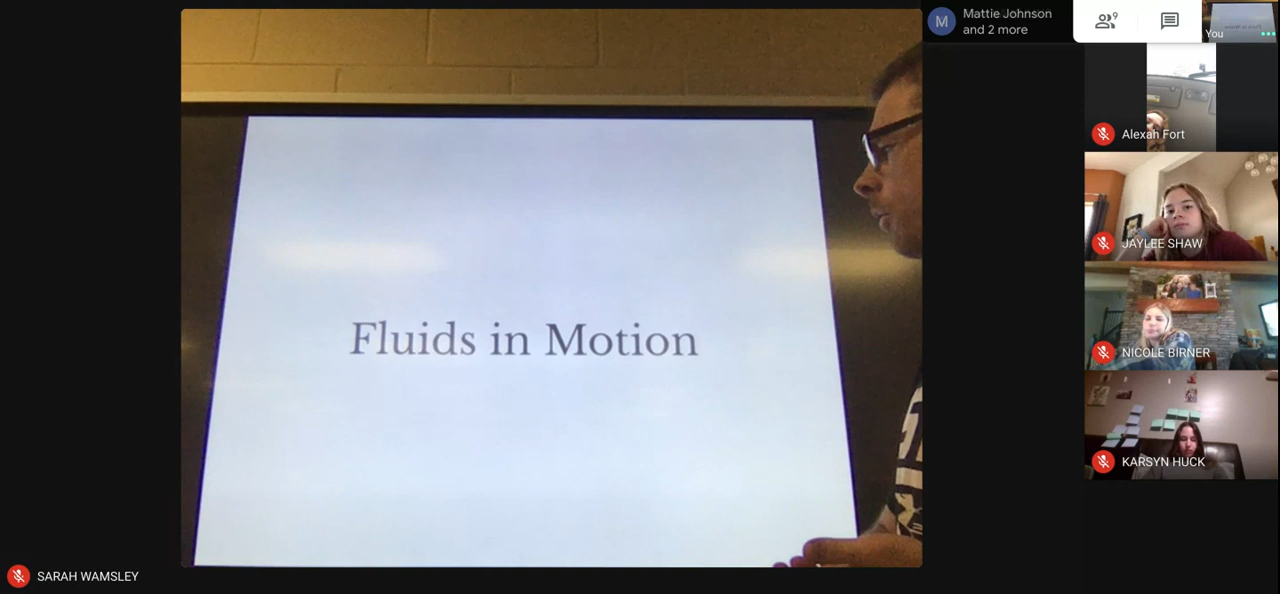 Mattie Johnson
and 2 more
M
9
You
Alexah Fort
JAYLEE SHAW
NICOLE BIRNER
KARSYN HUCK
Fluids in Motion
SARAH WAMSLEY